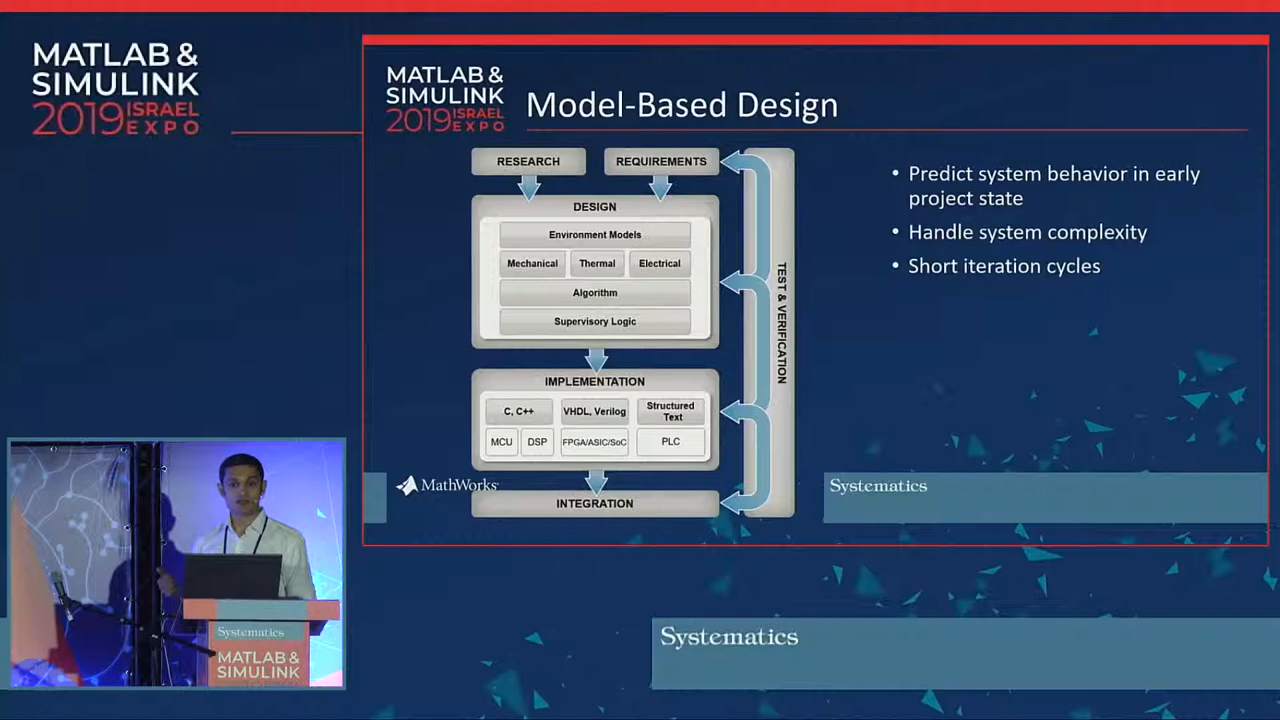 MATLAB &
SIMULINK
2019 ISRAEL
EXPO
MATLAB &
SIMULINK
2019 ISRAEL
EXPO
Model-Based Design
RESEARCH
REQUIREMENTS
DESIGN
Environment Models
Mechanical
Thermal
Electrical
Algorithm
Supervisory Logic
IMPLEMENTATION
C, C++
VHDL, Verilog
Structured
Text
MCU
DSP
FPGA/ASIC/SoC
PLC
INTEGRATION
TEST & VERIFICATION
• Predict system behavior in early
project state
• Handle system complexity
• Short iteration cycles
MathWorks
Systematics
Systematics
Systematics
MATLAB &
SIMULINK